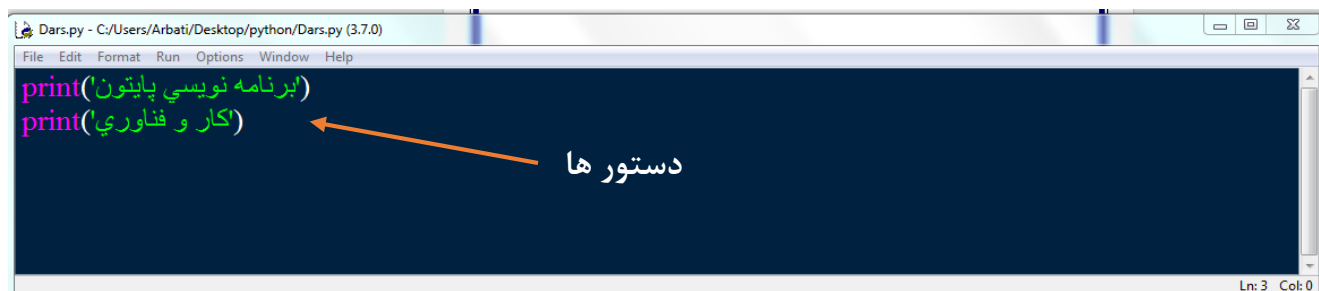 Dars.py - C:/Users/Arbati/Desktop/python/Dars.py (3.7.0)
File Edit Format Run Options Window Help
print('برنامه نويسي پايتون')
print('كار و فناوري')
دستور ها
Ln: 3 Col: 0